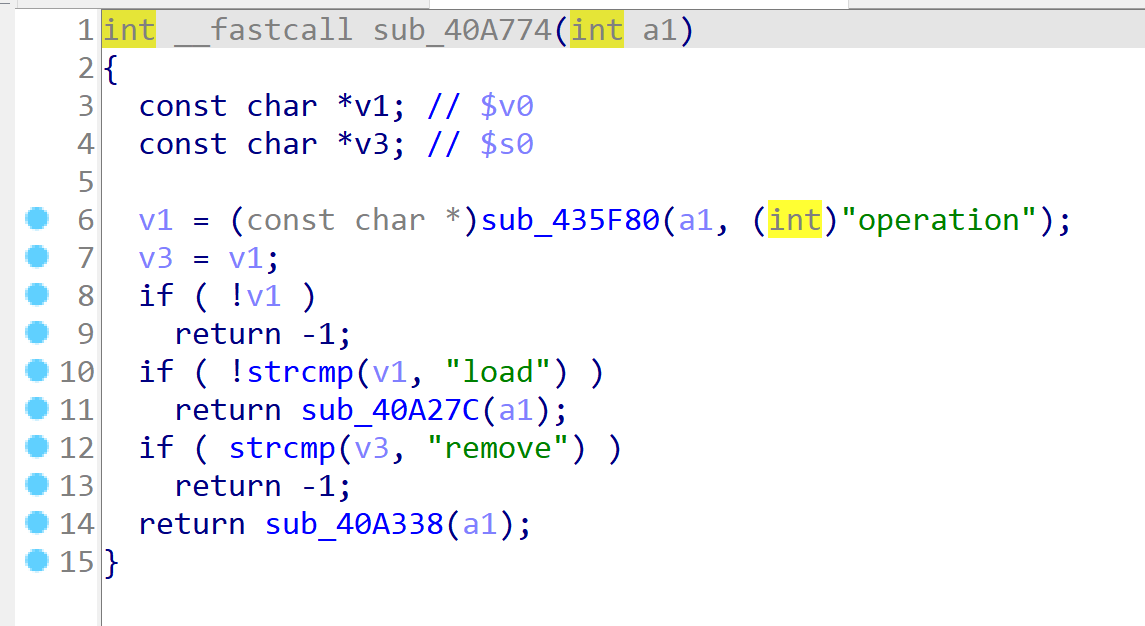 1 int __fastcall sub_40A774(int a1)
2 {
3   const char *v1; // $v0
4   const char *v3; // $s0
5
6   v1 = (const char *)sub_435F80(a1, (int)"operation");
7   v3 = v1;
8   if ( !v1 )
9     return -1;
10   if ( !strcmp(v1, "load") )
11     return sub_40A27C(a1);
12   if ( strcmp(v3, "remove") )
13     return -1;
14   return sub_40A338(a1);
15 }